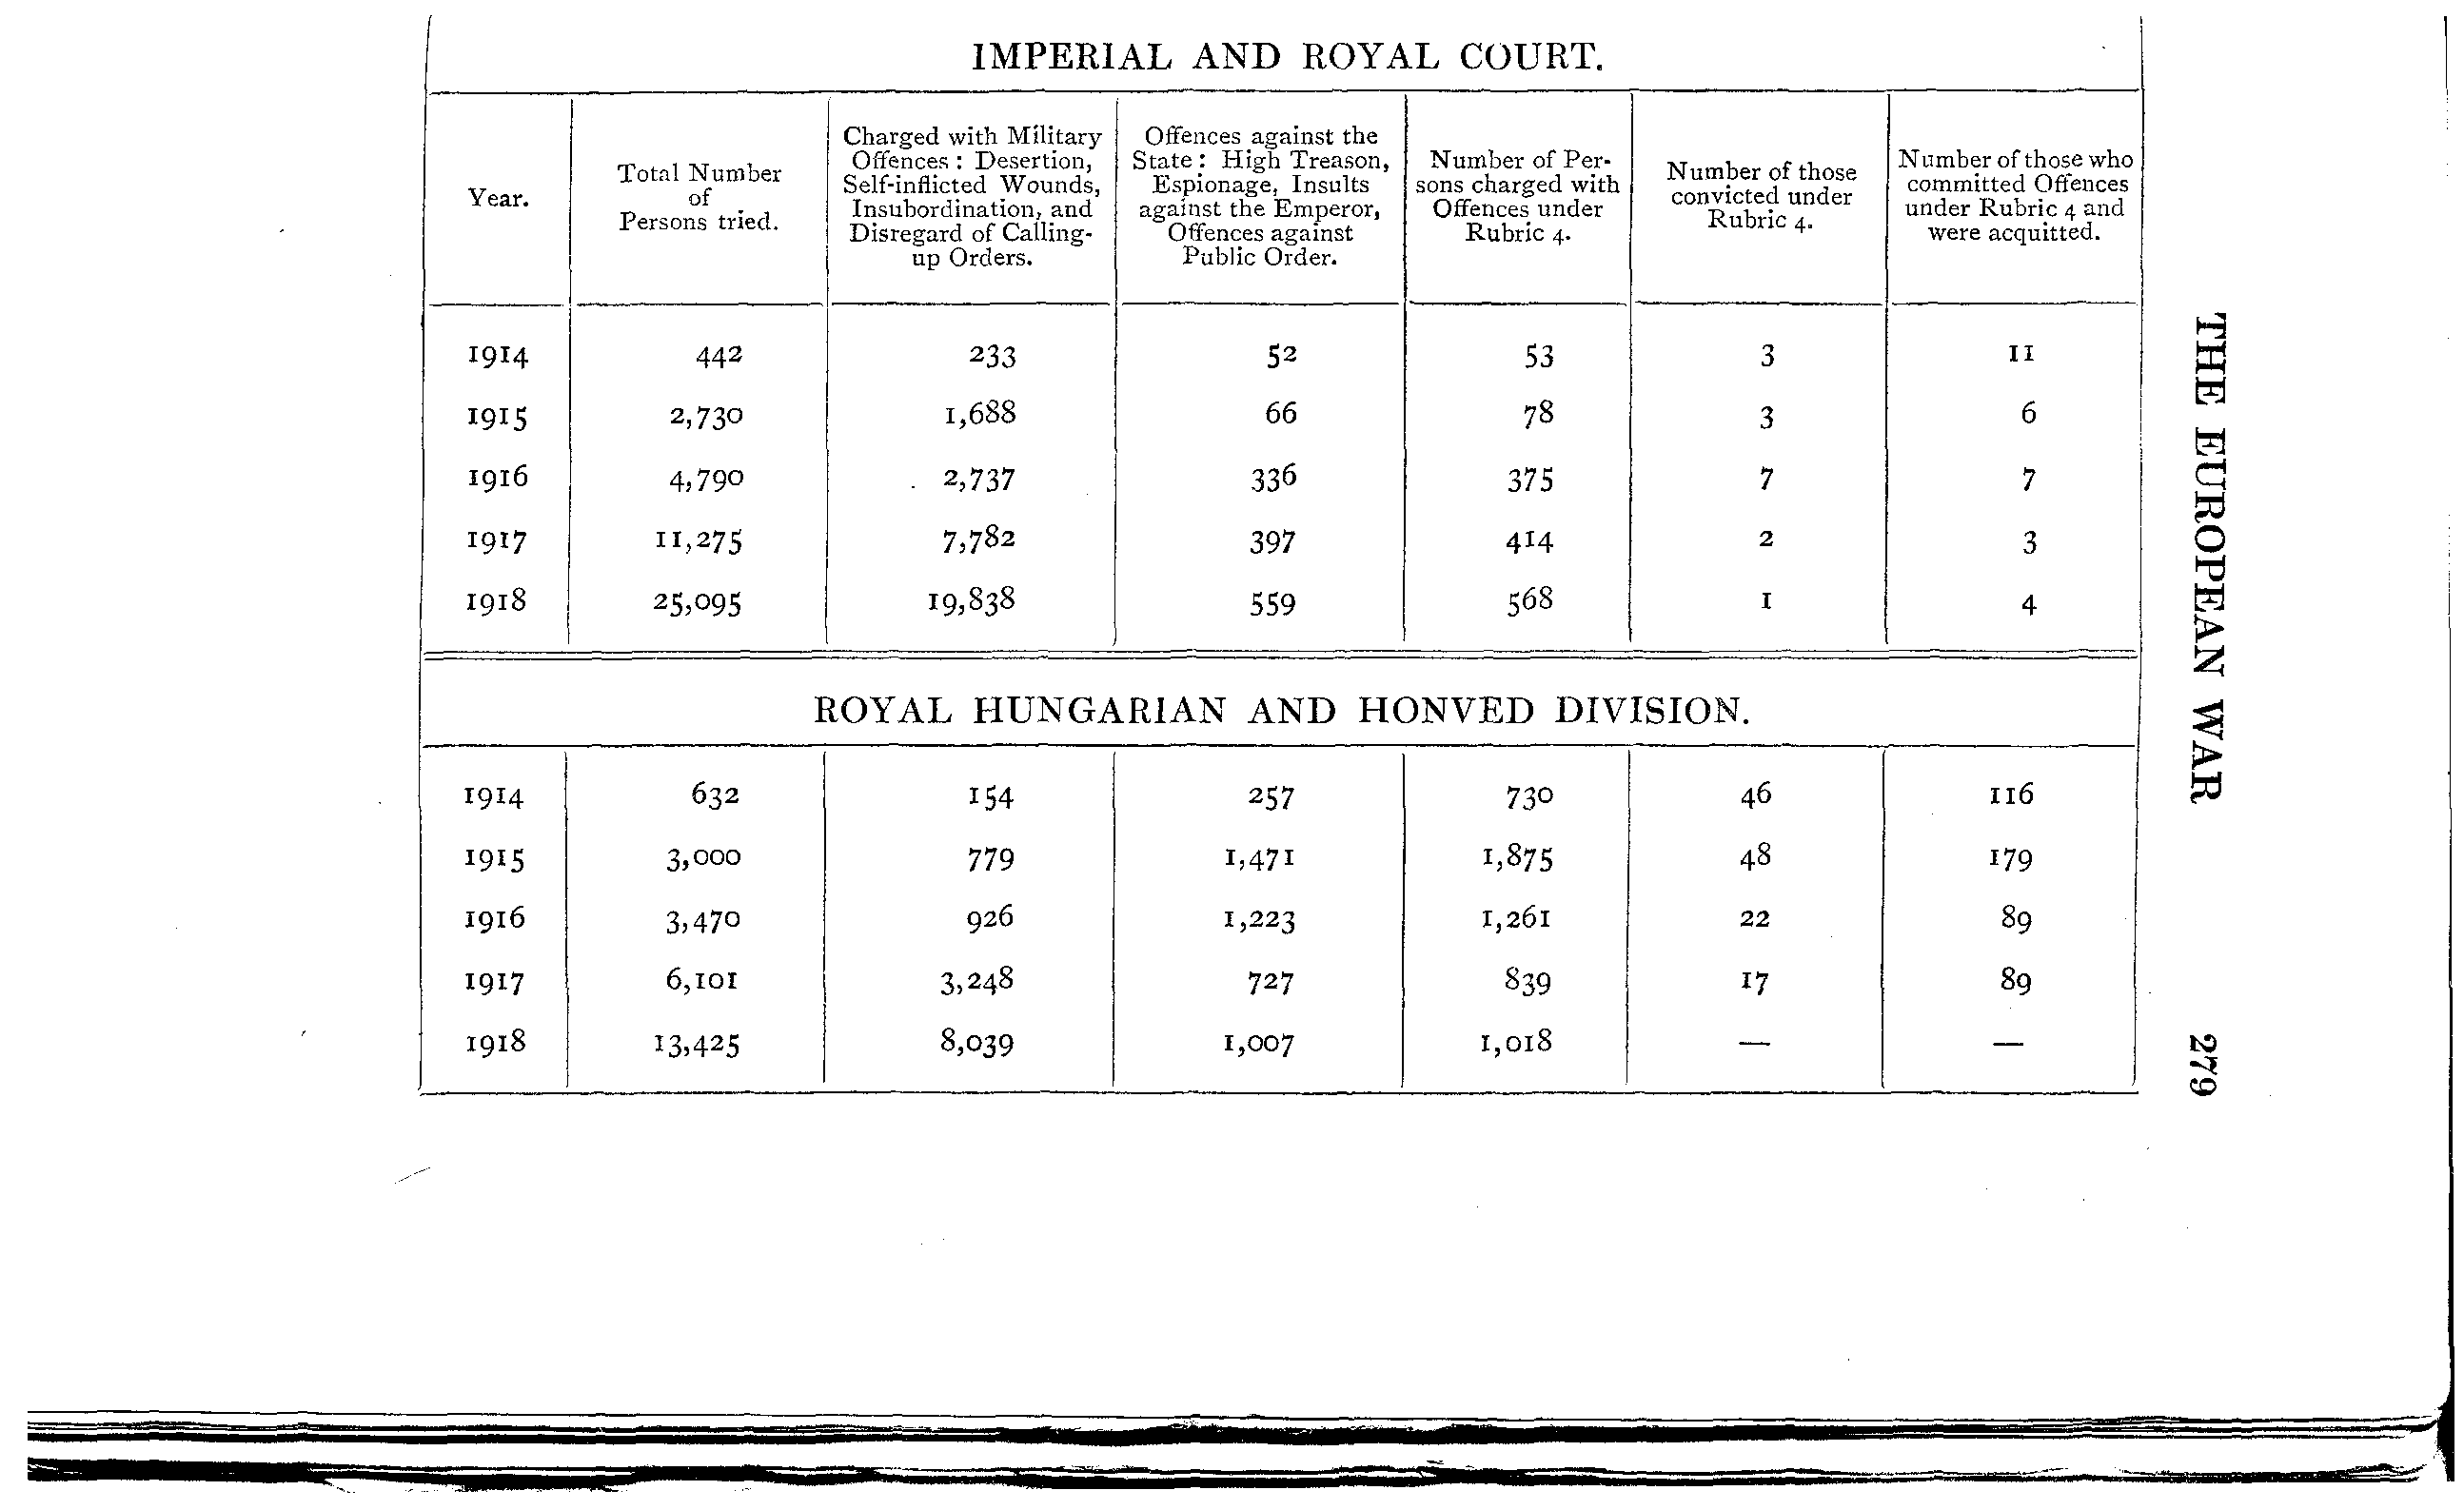 IMPERIAL AND ROYAL COURT.
Year.
Total Number
of
Persons tried.
Charged with Military
Offences: Desertion,
Self-inflicted Wounds,
Insubordination, and
Disregard of Calling-
up Orders.
Offences against the
State: High Treason,
Espionage, Insults
against the Emperor,
Offences against
Public Order.
Number of Per-
sons charged with
Offences under
Rubric 4.
Number of those
convicted under
Rubric 4.
Number of those who
committed Offences
under Rubric 4 and
were acquitted.
1914 442 233 52 53 3 11
1915 2,730 1,688 66 78 3 6
1916 4,790 2,737 336 375 7 7
1917 11,275 7,782 397 414 2 3
1918 25,095 19,838 559 568 1 4
ROYAL HUNGARIAN AND HONVED DIVISION.
1914 632 154 257 730 46 116
1915 3,000 779 1,471 1,875 48 179
1916 3,470 926 1,223 1,261 22 89
1917 6,101 3,248 727 839 17 89
1918 13,425 8,039 1,007 1,018 — —
THE EUROPEAN WAR 279